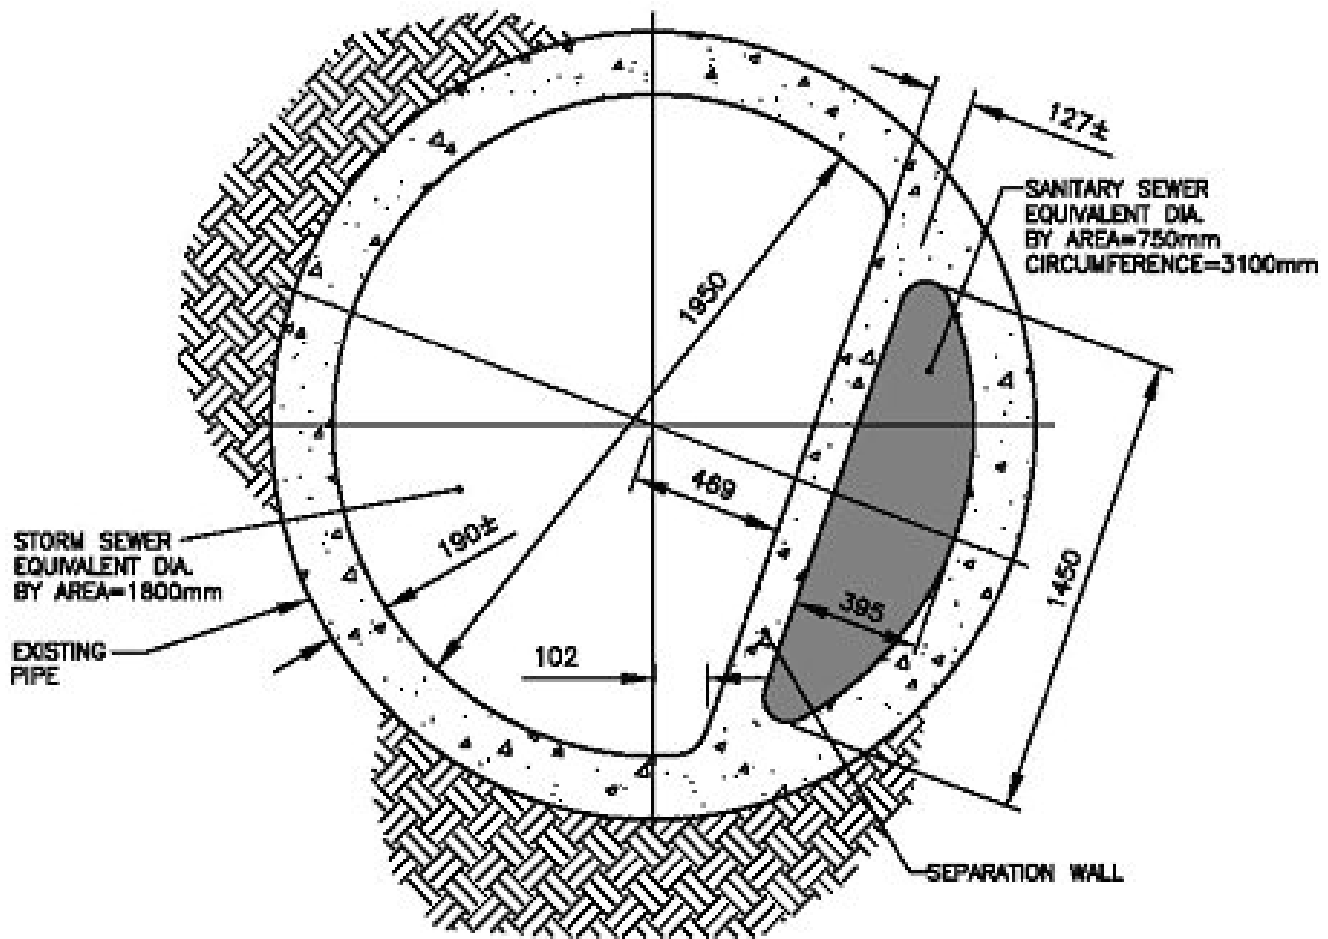 127±
SANITARY SEWER
EQUIVALENT DIA.
BY AREA=750mm
CIRCUMFERENCE=3100mm
1950
469
190±
STORM SEWER
EQUIVALENT DIA.
BY AREA=1800mm
1450
395
EXISTING
PIPE
102
SEPARATION WALL